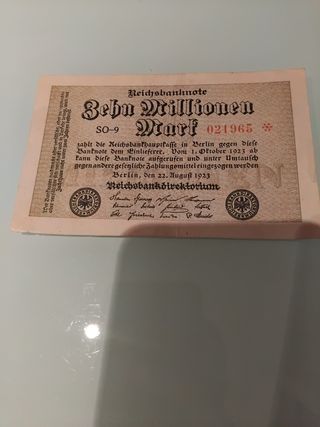 Reichsbanknote
Zehn Millionen
Mark
SO-9
021965 *
zahlt die Reichsbankhauptkasse in Berlin gegen diese
Banknote dem Einlieferer. Vom 1. Oktober 1923 ab
kann diese Banknote aufgerufen und unter Umtausch
gegen andere gesetzliche Zahlungsmittel eingezogen werden
Berlin, den 22. August 1923
Reichsbankdirektorium